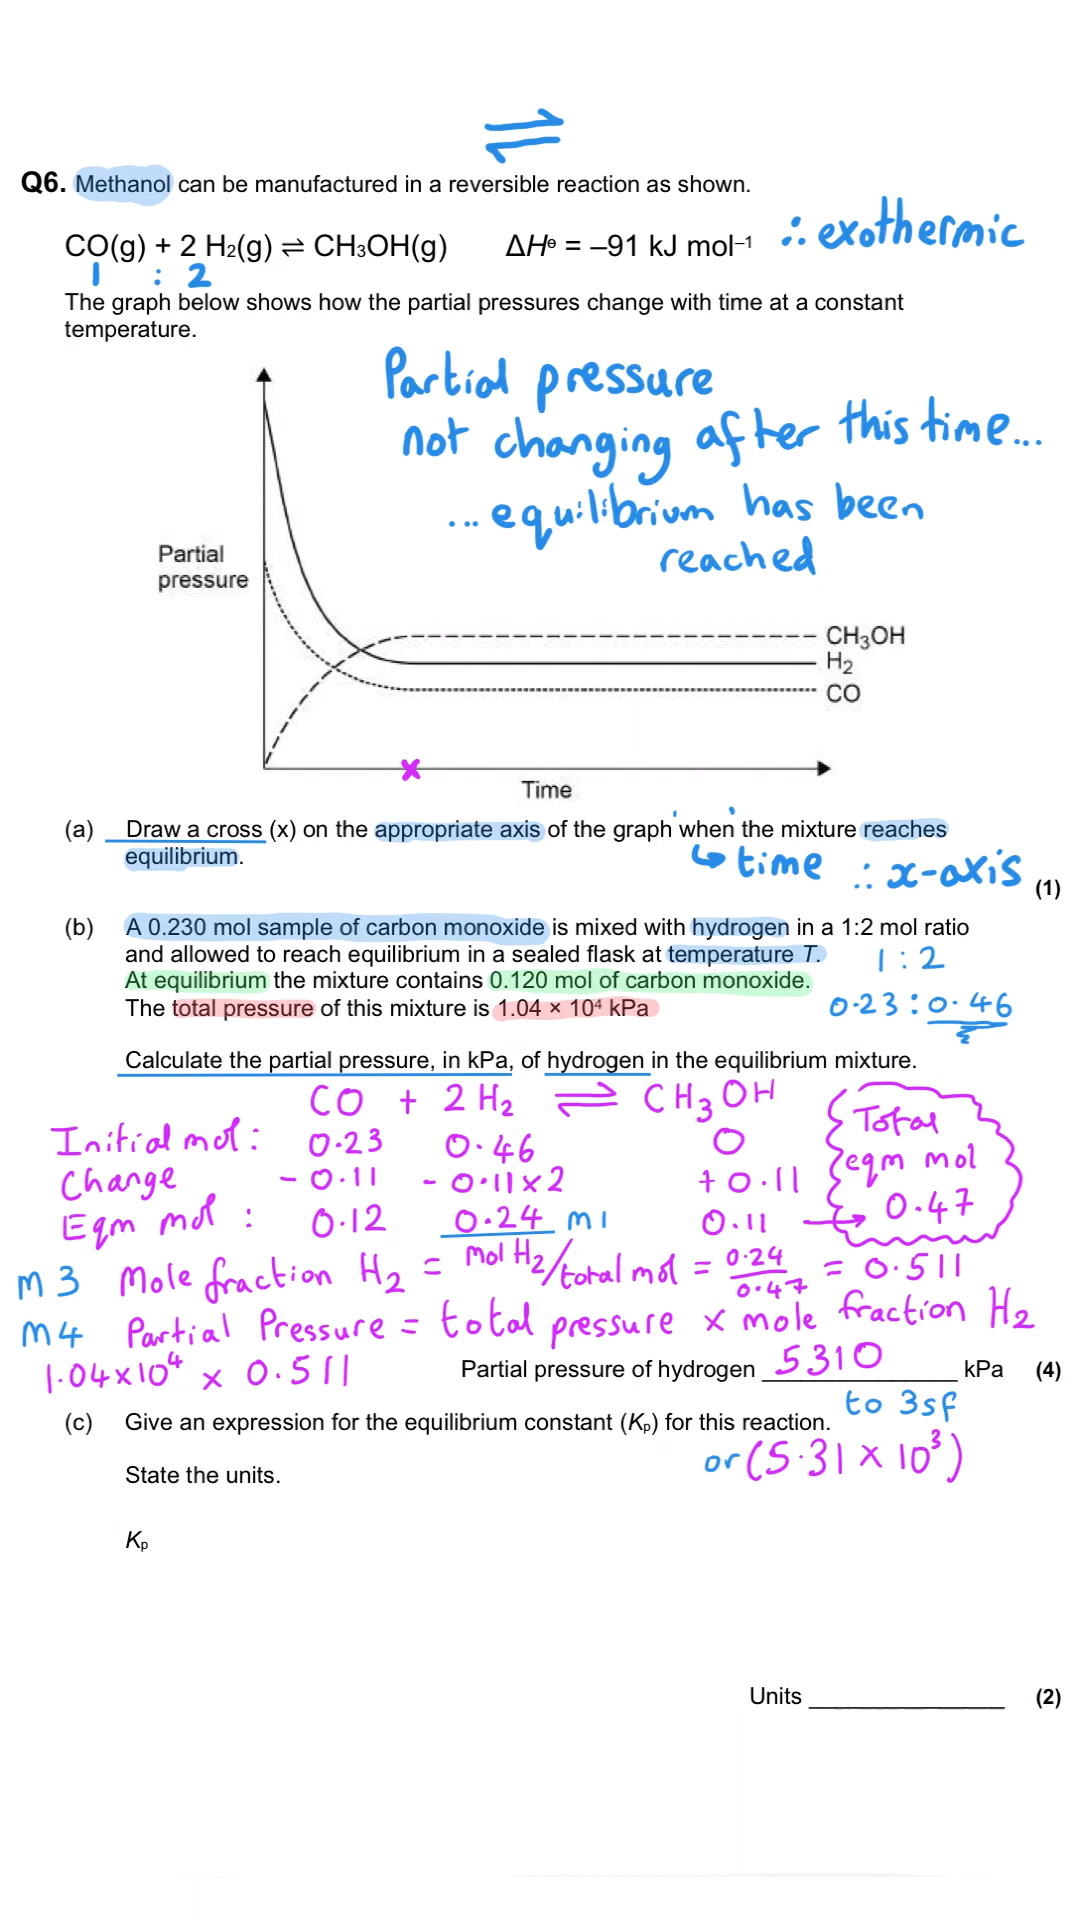 ⇌
Q6. Methanol can be manufactured in a reversible reaction as shown.
CO(g) + 2 H₂(g) ⇌ CH₃OH(g) ΔH⦵ = –91 kJ mol⁻¹ ∴ exothermic
1 : 2
The graph below shows how the partial pressures change with time at a constant
temperature.
Partial pressure
not changing after this time...
... equilibrium has been
reached
Partial
pressure
CH₃OH
H₂
CO
x
Time
(a) Draw a cross (x) on the appropriate axis of the graph 'when' the mixture reaches
equilibrium.
↳ time ∴ x-axis
(1)
(b) A 0.230 mol sample of carbon monoxide is mixed with hydrogen in a 1:2 mol ratio
and allowed to reach equilibrium in a sealed flask at temperature T.
1 : 2
At equilibrium the mixture contains 0.120 mol of carbon monoxide.
The total pressure of this mixture is 1.04 × 10⁴ kPa
0.23 : 0.46
Calculate the partial pressure, in kPa, of hydrogen in the equilibrium mixture.
CO + 2H₂ ⇌ CH₃OH
Initial mol: 0.23 0.46 0
Change - 0.11 - 0.11x2 + 0.11
Eqm mol : 0.12 0.24 m1 0.11 →
Total
eqm mol
0.47
m3 Mole fraction H₂ = mol H₂/total mol = 0.24/0.47 = 0.511
m4 Partial Pressure = total pressure x mole fraction H₂
1.04x10⁴ x 0.511
Partial pressure of hydrogen 5310 kPa (4)
to 3sf
(c) Give an expression for the equilibrium constant (Kₚ) for this reaction.
or (5.31 x 10³)
State the units.
Kₚ
Units ________________ (2)